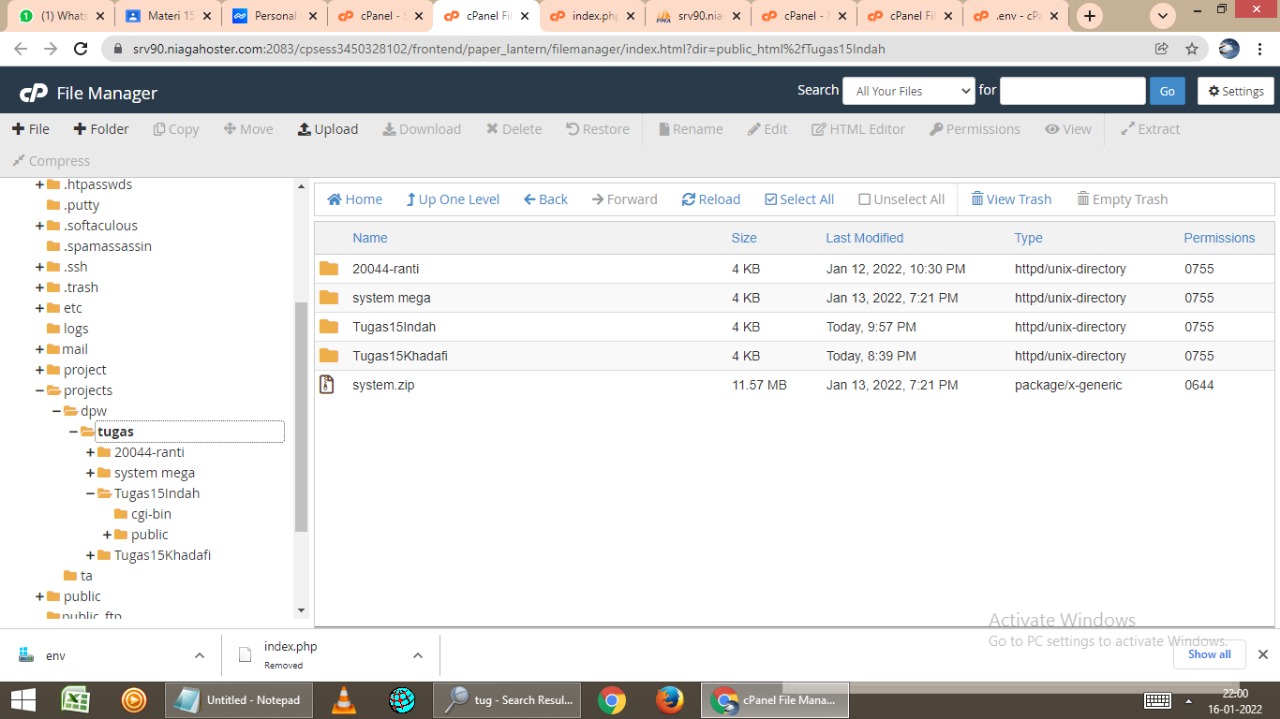 (1) Whats
Materi 15
Personal
cPanel - S
cPanel Fil
index.php
srv90.nia
cPanel - 
cPanel Fil
.env - cPa
srv90.niagahoster.com:2083/cpsess3450328102/frontend/paper_lantern/filemanager/index.html?dir=public_html%2fTugas15Indah
cP File Manager
Search All Your Files for Go Settings
File Folder Copy Move Upload Download Delete Restore Rename Edit HTML Editor Permissions View Extract
Compress
.htpasswds
.putty
.softaculous
.spamassassin
.ssh
.trash
etc
logs
mail
project
projects
dpw
tugas
20044-ranti
system mega
Tugas15Indah
cgi-bin
public
Tugas15Khadafi
ta
public
public_ftp
Home Up One Level Back Forward Reload Select All Unselect All View Trash Empty Trash
Name Size Last Modified Type Permissions
20044-ranti 4 KB Jan 12, 2022, 10:30 PM httpd/unix-directory 0755
system mega 4 KB Jan 13, 2022, 7:21 PM httpd/unix-directory 0755
Tugas15Indah 4 KB Today, 9:57 PM httpd/unix-directory 0755
Tugas15Khadafi 4 KB Today, 8:39 PM httpd/unix-directory 0755
system.zip 11.57 MB Jan 13, 2022, 7:21 PM package/x-generic 0644
Activate Windows
Go to PC settings to activate Windows.
env
index.php
Removed
Show all
Untitled - Notepad
tug - Search Resul...
cPanel File Mana...
22:00
16-01-2022